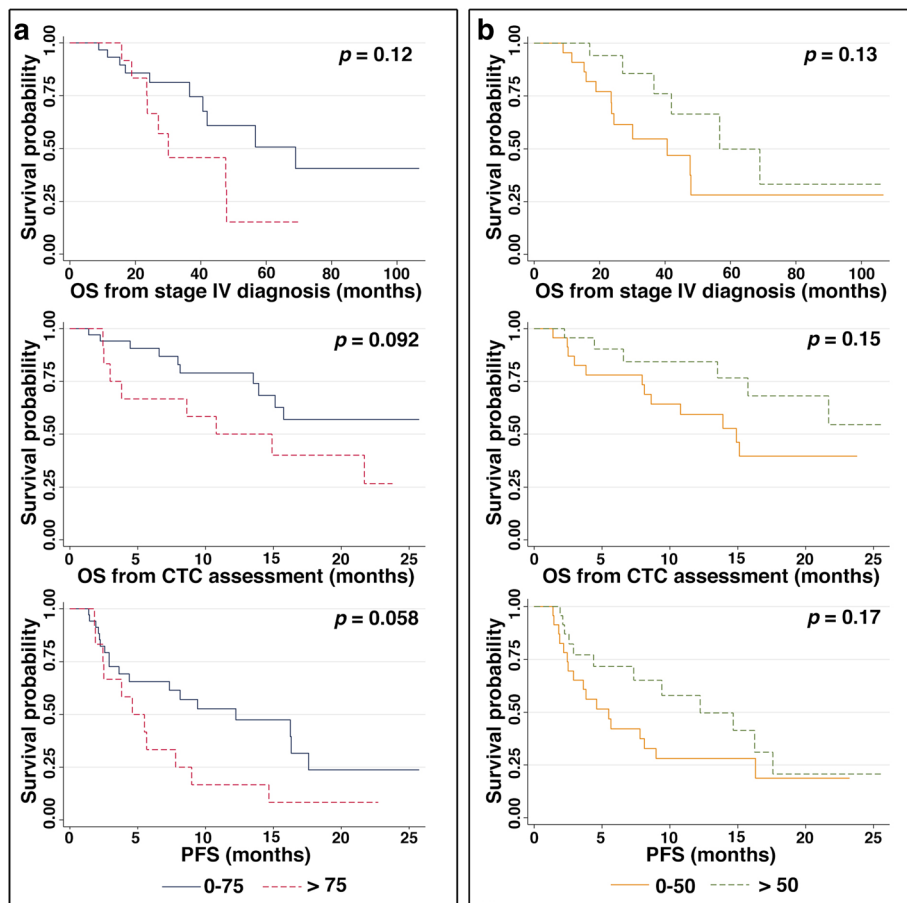 a
p = 0.12
Survival probability
0.00 0.25 0.50 0.75 1.00
0 20 40 60 80 100
OS from stage IV diagnosis (months)
p = 0.092
Survival probability
0.00 0.25 0.50 0.75 1.00
0 5 10 15 20 25
OS from CTC assessment (months)
p = 0.058
Survival probability
0.00 0.25 0.50 0.75 1.00
0 5 10 15 20 25
PFS (months)
0-75 > 75
b
p = 0.13
Survival probability
0.00 0.25 0.50 0.75 1.00
0 20 40 60 80 100
OS from stage IV diagnosis (months)
p = 0.15
Survival probability
0.00 0.25 0.50 0.75 1.00
0 5 10 15 20 25
OS from CTC assessment (months)
p = 0.17
Survival probability
0.00 0.25 0.50 0.75 1.00
0 5 10 15 20 25
PFS (months)
0-50 > 50